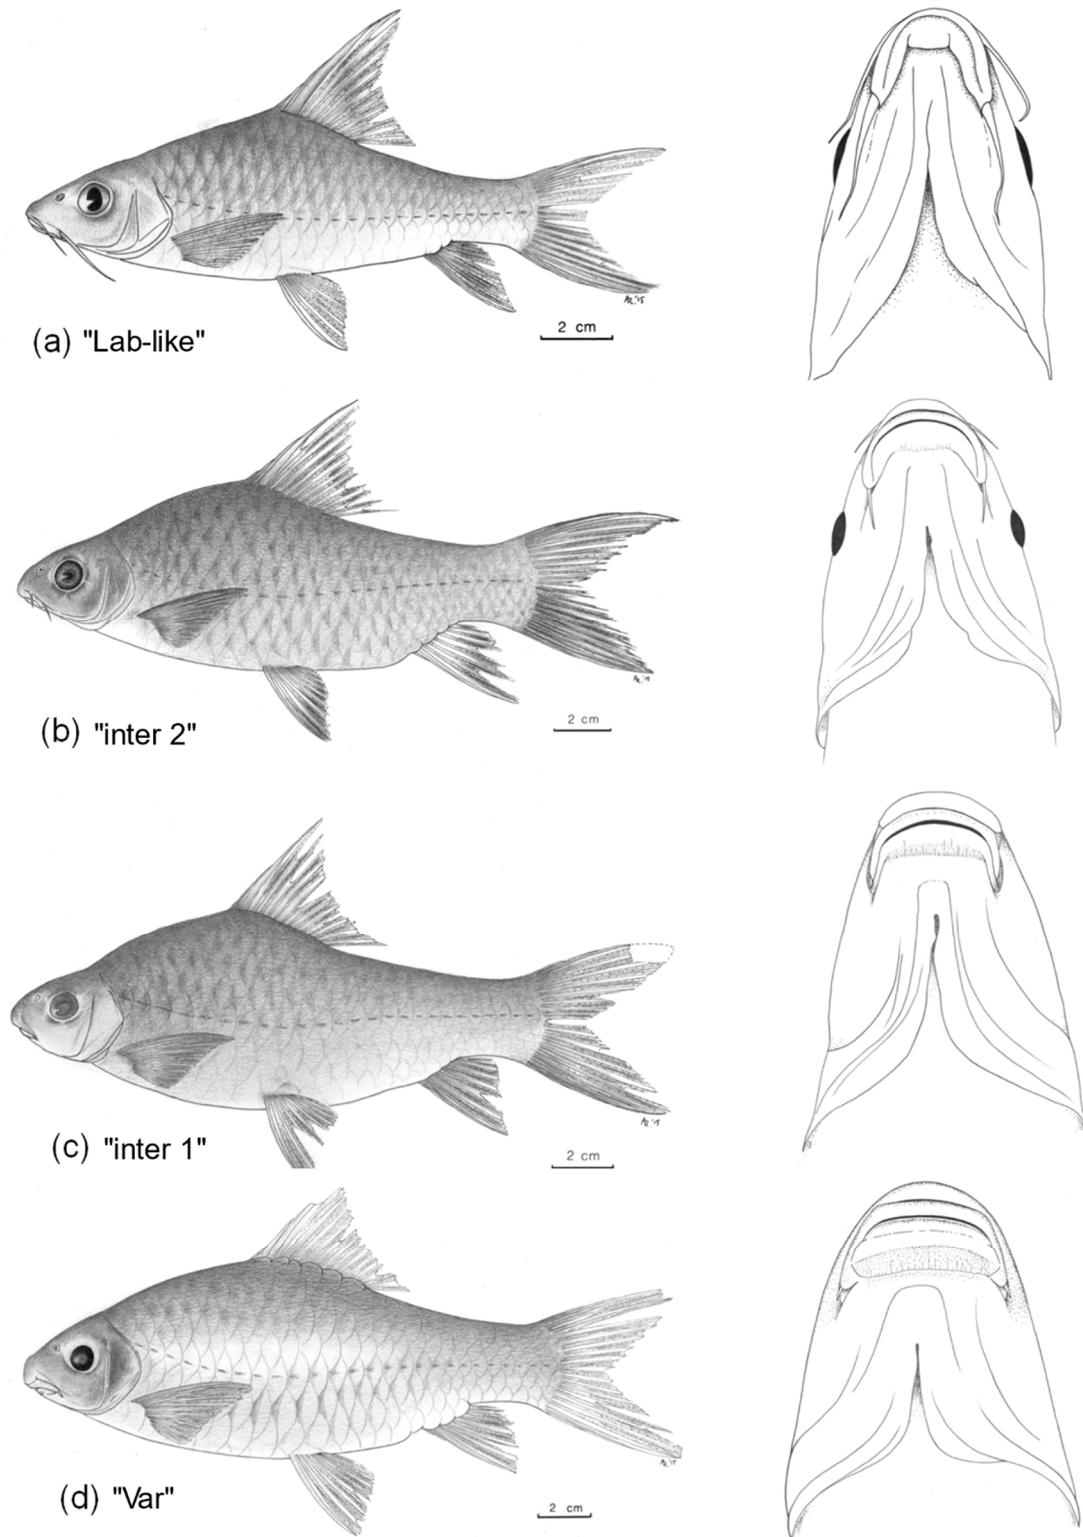 2 cm
(a) "Lab-like"
2 cm
(b) "inter 2"
2 cm
(c) "inter 1"
2 cm
(d) "Var"